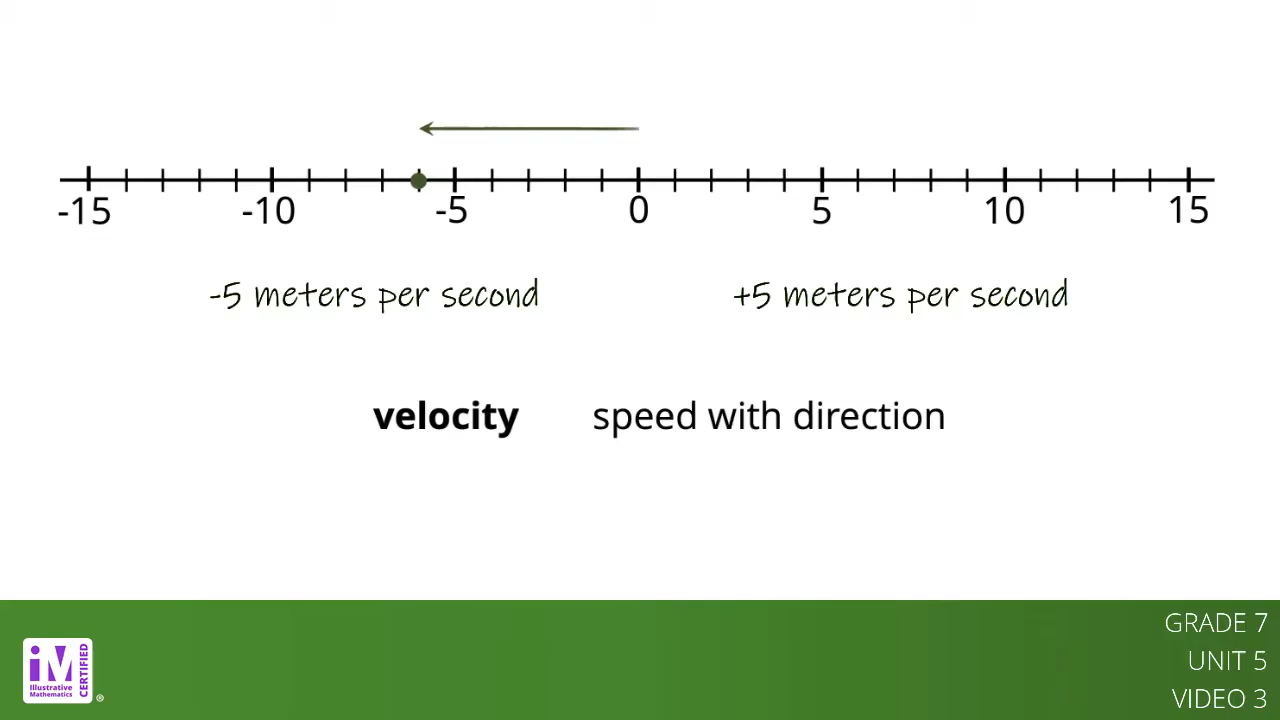 -15 -10 -5 0 5 10 15
-5 meters per second +5 meters per second
velocity speed with direction
GRADE 7
UNIT 5
VIDEO 3
iM
Illustrative
Mathematics
CERTIFIED
®